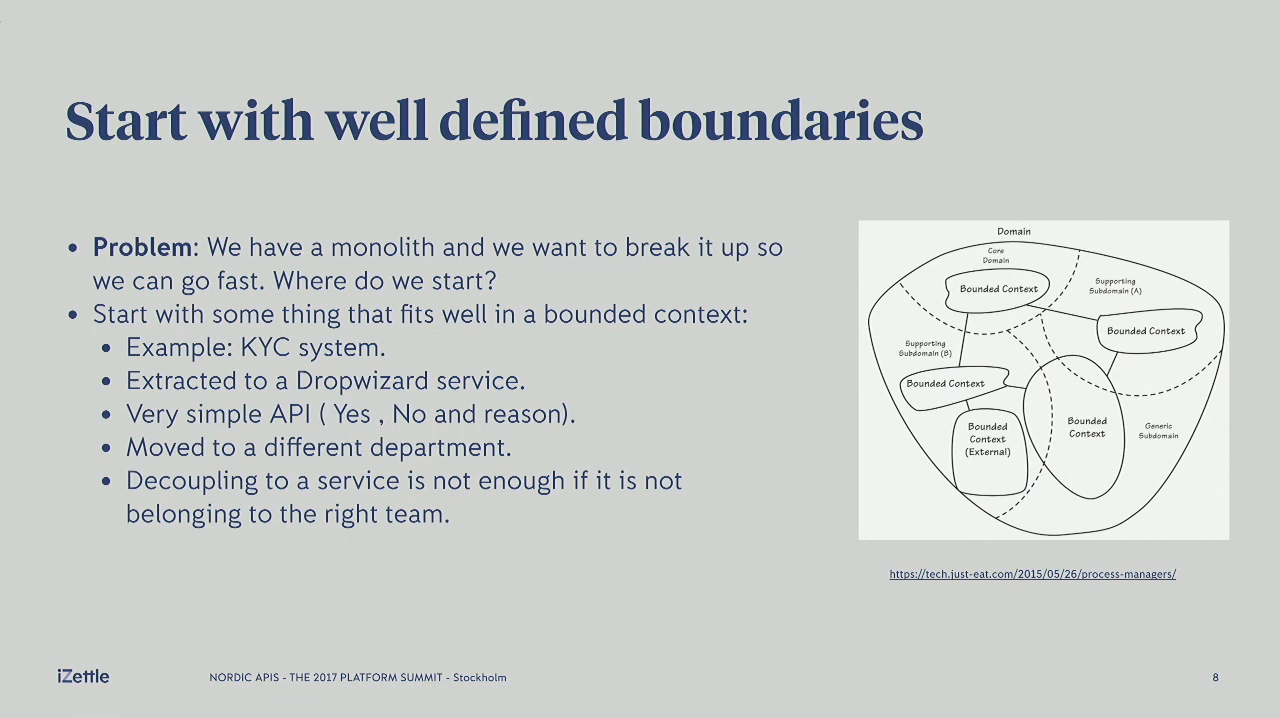 Start with well defined boundaries
• Problem: We have a monolith and we want to break it up so
we can go fast. Where do we start?
• Start with some thing that fits well in a bounded context:
• Example: KYC system.
• Extracted to a Dropwizard service.
• Very simple API ( Yes , No and reason).
• Moved to a different department.
• Decoupling to a service is not enough if it is not
belonging to the right team.
Domain
Core
Domain
Bounded Context
Supporting
Subdomain (A)
Bounded Context
Supporting
Subdomain (B)
Bounded Context
Bounded
Context
(External)
Bounded
Context
Generic
Subdomain
https://tech.just-eat.com/2015/05/26/process-managers/
iZettle
NORDIC APIS - THE 2017 PLATFORM SUMMIT - Stockholm
8